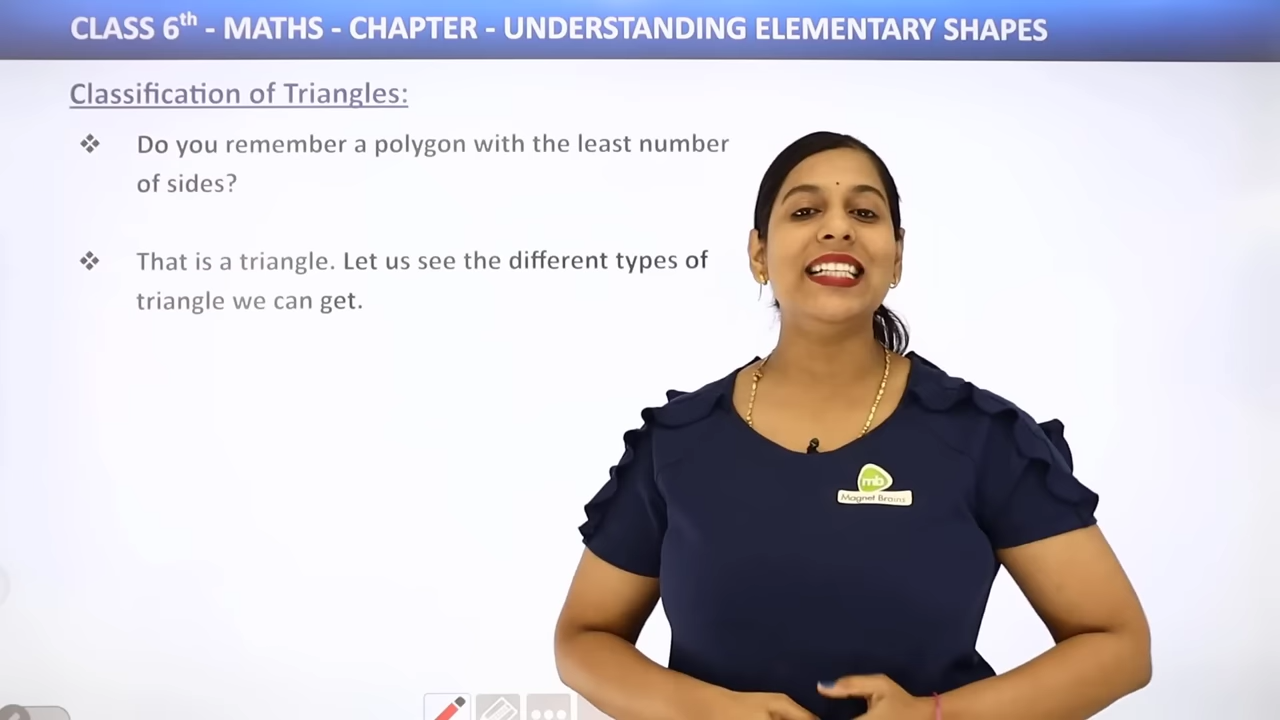 CLASS 6th - MATHS - CHAPTER - UNDERSTANDING ELEMENTARY SHAPES
Classification of Triangles:
❖ Do you remember a polygon with the least number
of sides?
❖ That is a triangle. Let us see the different types of
triangle we can get.
mb
Magnet Brains